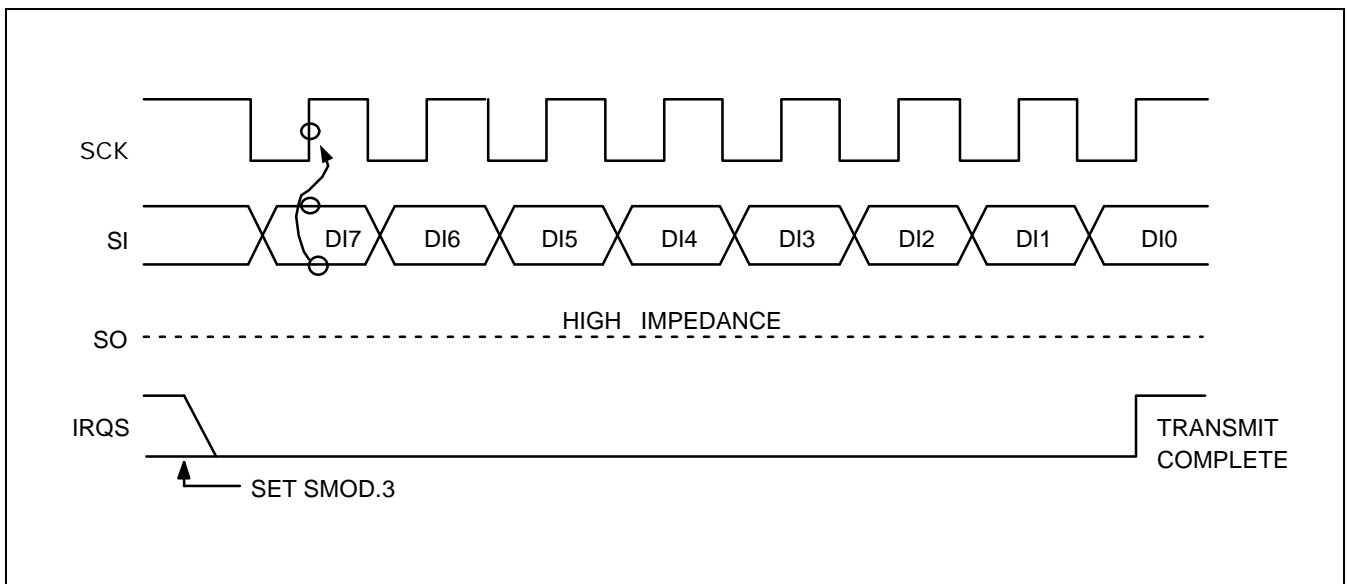 SCK
SI
DI7 DI6 DI5 DI4 DI3 DI2 DI1 DI0
HIGH IMPEDANCE
SO
IRQS
TRANSMIT
COMPLETE
SET SMOD.3